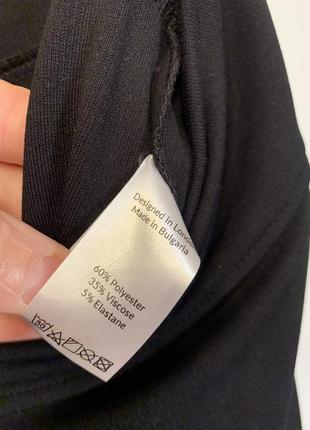 Designed in London
Made in Bulgaria
60% Polyester
35% Viscose
5% Elastane